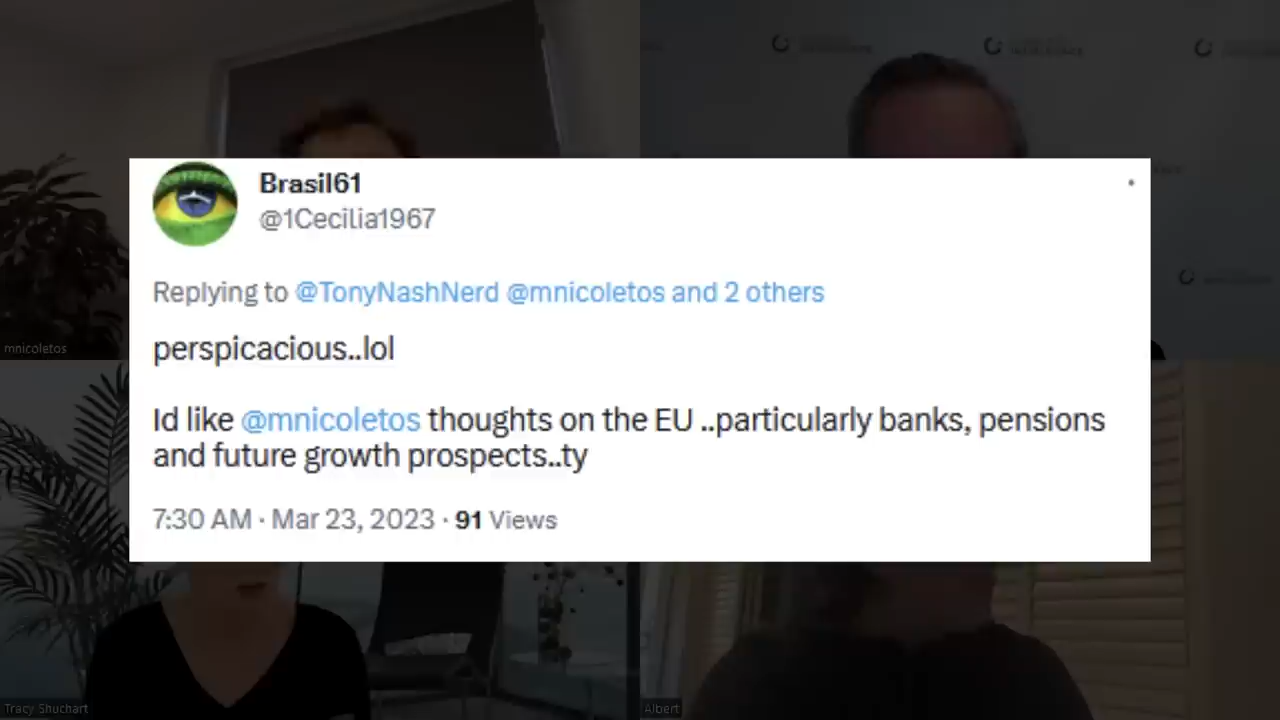 Brasil61
@1Cecilia1967
Replying to @TonyNashNerd @mnicoletos and 2 others
perspicacious..lol
Id like @mnicoletos thoughts on the EU ..particularly banks, pensions
and future growth prospects..ty
7:30 AM · Mar 23, 2023 · 91 Views
mnicoletos
Tracy Shuchart
Albert